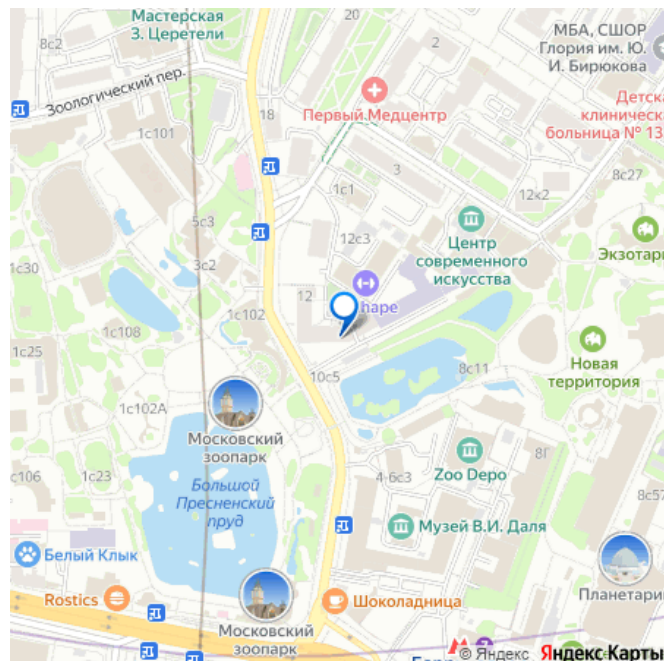 Мастерская
З. Церетели
8с2
2
20
МБА, СШОР
Глория им. Ю.
И. Бирюкова
Зоологический пер.
Первый Медцентр
Детска
клиническа
больница № 13
18
1с101
3
8с27
1с1
12к2
5с3
12с3
Центр
современного
искусства
Экзотари
3с2
1с30
hape
12
1с102
1с108
1с25
10с5
8с11
Новая
территория
1с102А
Московский
зоопарк
8Г
Zoo Depo
4-6с3
с106
1с23
Большой
Пресненский
пруд
8с57
Музей В.И. Даля
Белый Клык
Планетари
Rostics
Шоколадница
Московский
зоопарк
© Яндекс Яндекс Карты